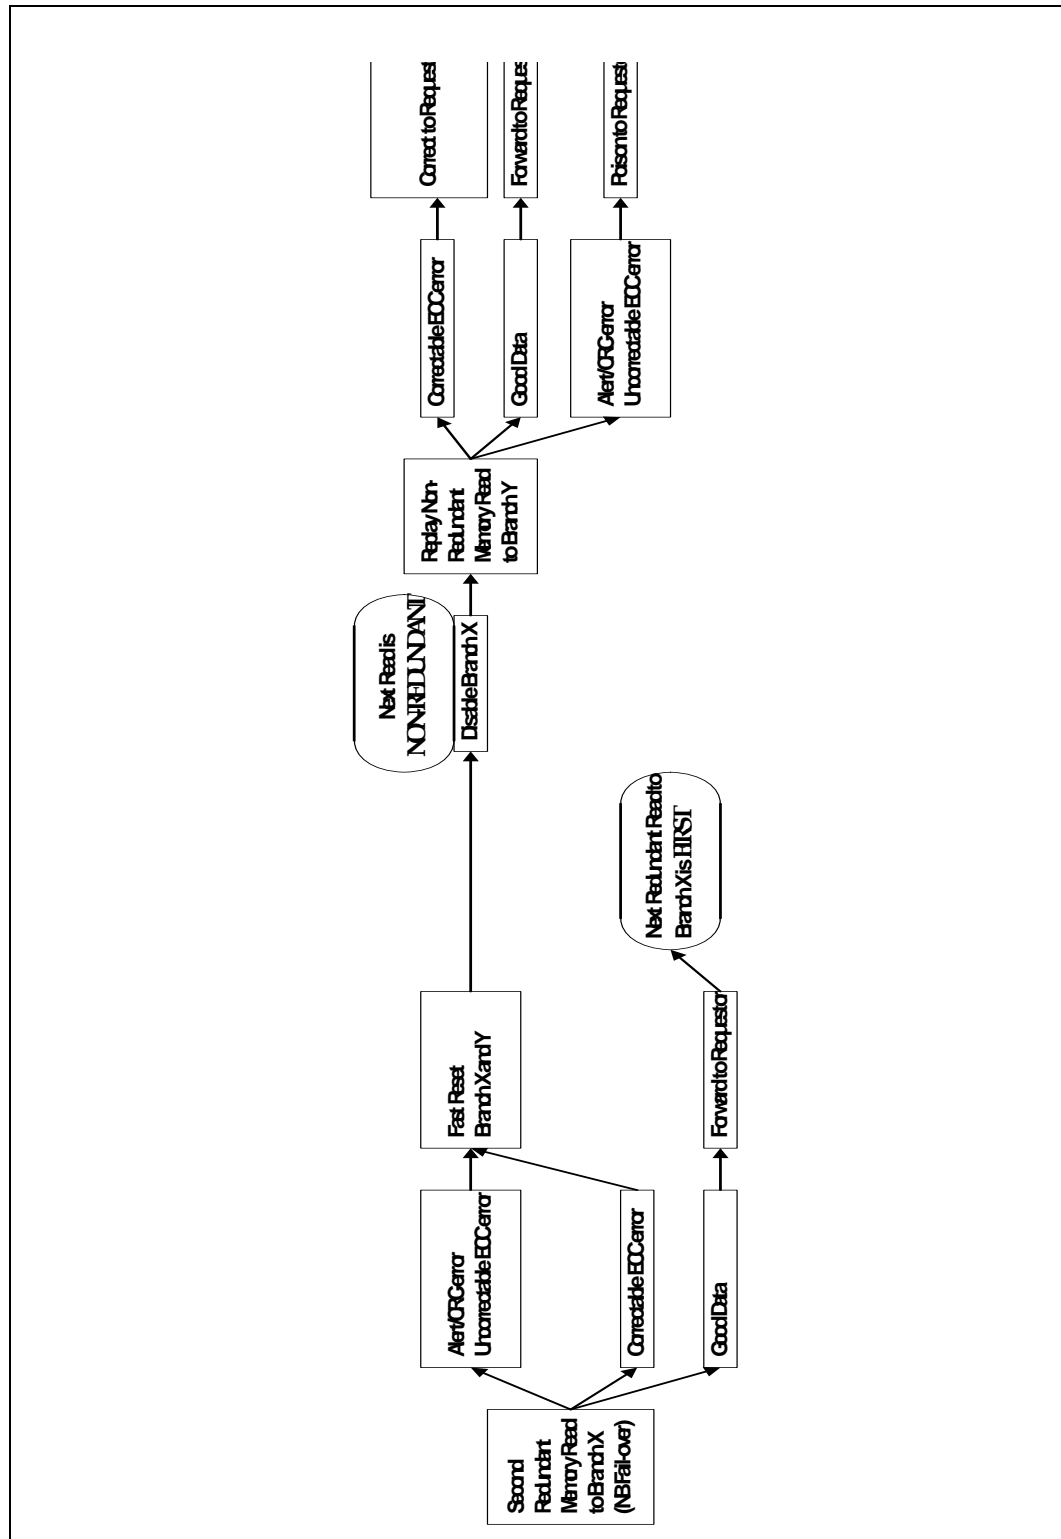 Second
Redundant
Memory Read
to Branch X
(NB Fail-over)
Alert/CRC error
Uncorrectable ECC error
Correctable ECC error
Good Data
Fast Reset
Branch X and Y
Forward to Requestor
Next Redundant Read to
Branch X is FIRST
Next Read is
NON-REDUNDANT
Disable Branch X
Replay Non-
Redundant
Memory Read
to Branch Y
Correctable ECC error
Good Data
Alert/CRC error
Uncorrectable ECC error
Correct to Request
Forward to Reques
Poison to Request